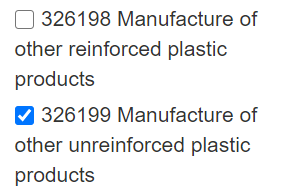 326198 Manufacture of
other reinforced plastic
products
326199 Manufacture of
other unreinforced plastic
products